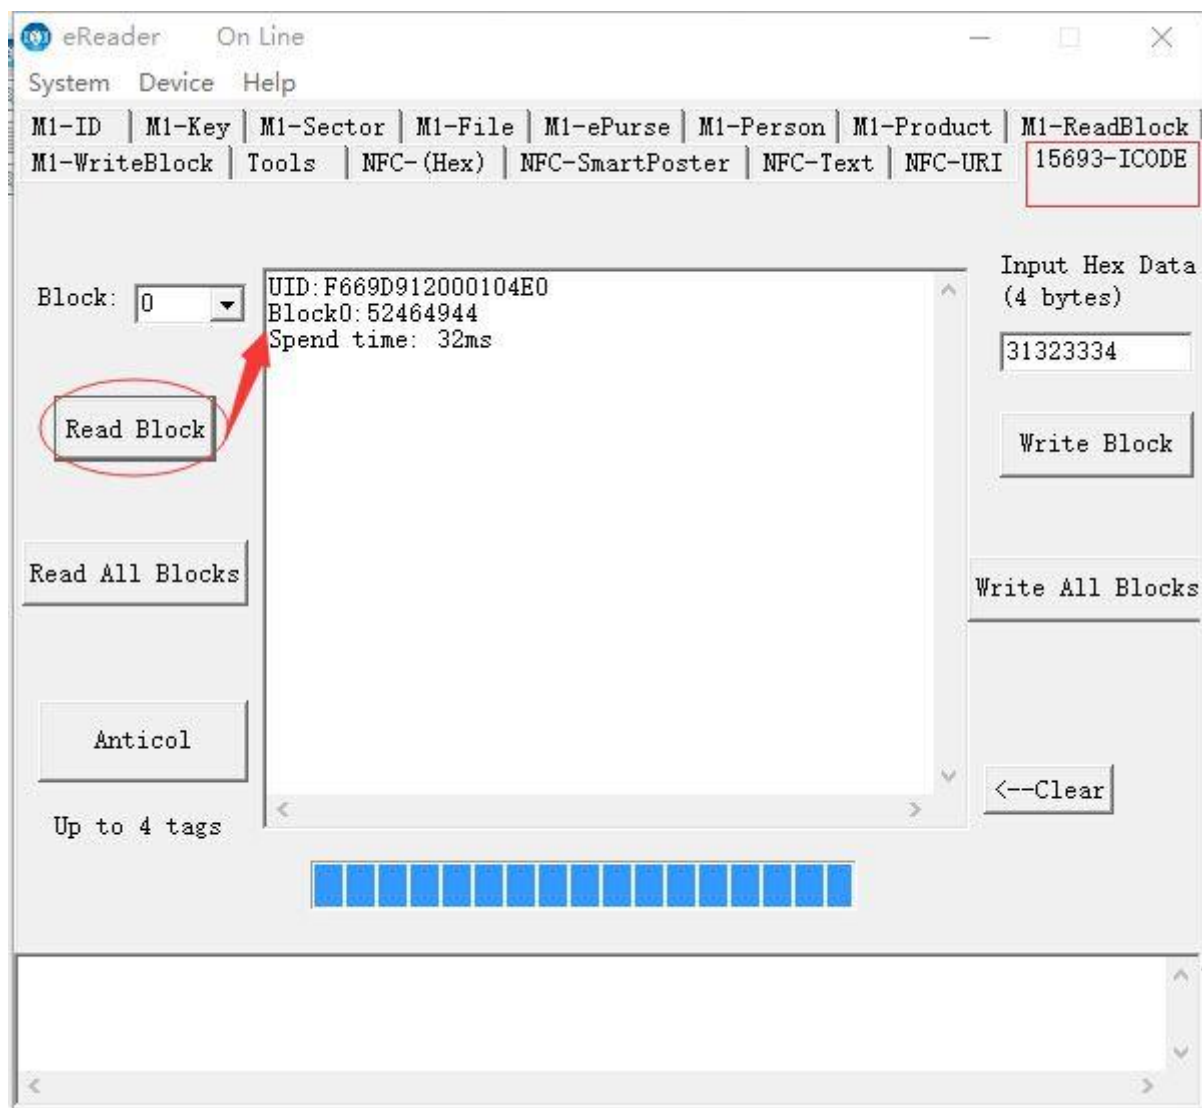 eReader On Line
System Device Help
M1-ID M1-Key M1-Sector M1-File M1-ePurse M1-Person M1-Product M1-ReadBlock
M1-WriteBlock Tools NFC-(Hex) NFC-SmartPoster NFC-Text NFC-URI 15693-ICODE
Block: 0
Read Block
Read All Blocks
Anticol
Up to 4 tags
UID:F669D912000104E0
Block0:52464944
Spend time: 32ms
Input Hex Data
(4 bytes)
31323334
Write Block
Write All Blocks
<--Clear